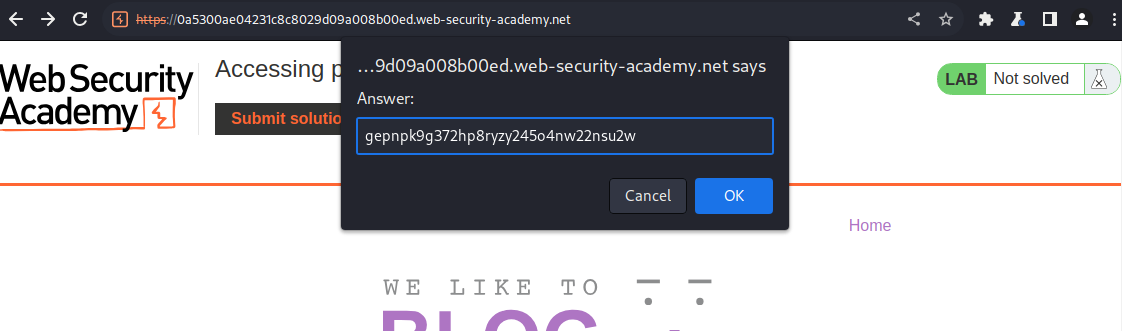 https://0a5300ae04231c8c8029d09a008b00ed.web-security-academy.net
Web Security
Academy
Accessing p
Submit solutio
...9d09a008b00ed.web-security-academy.net says
Answer:
gepnpk9g372hp8ryzy245o4nw22nsu2w
Cancel
OK
LAB
Not solved
Home
WE LIKE TO
BLOG